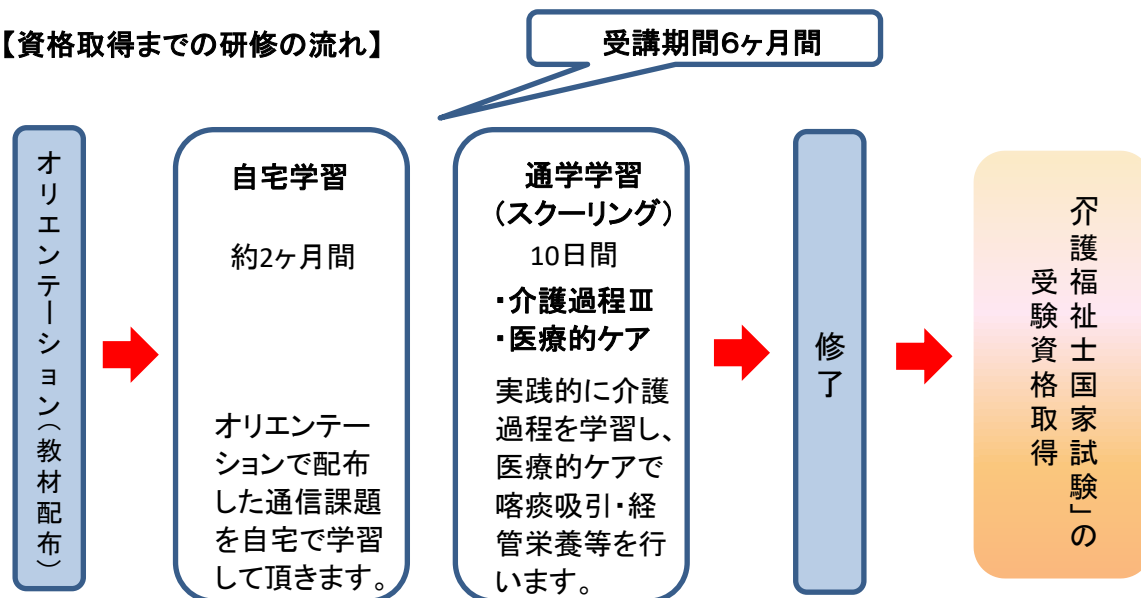 【資格取得までの研修の流れ】
受講期間6ヶ月間
オリエンテーション（教材配布）
自宅学習
約2ヶ月間
オリエンテー
ションで配布
した通信課題
を自宅で学習
して頂きます。
通学学習
（スクーリング）
10日間
・介護過程Ⅲ
・医療的ケア
実践的に介護
過程を学習し、
医療的ケアで
喀痰吸引・経
管栄養等を行
います。
修了
「介護福祉士国家試験」の
受験資格取得